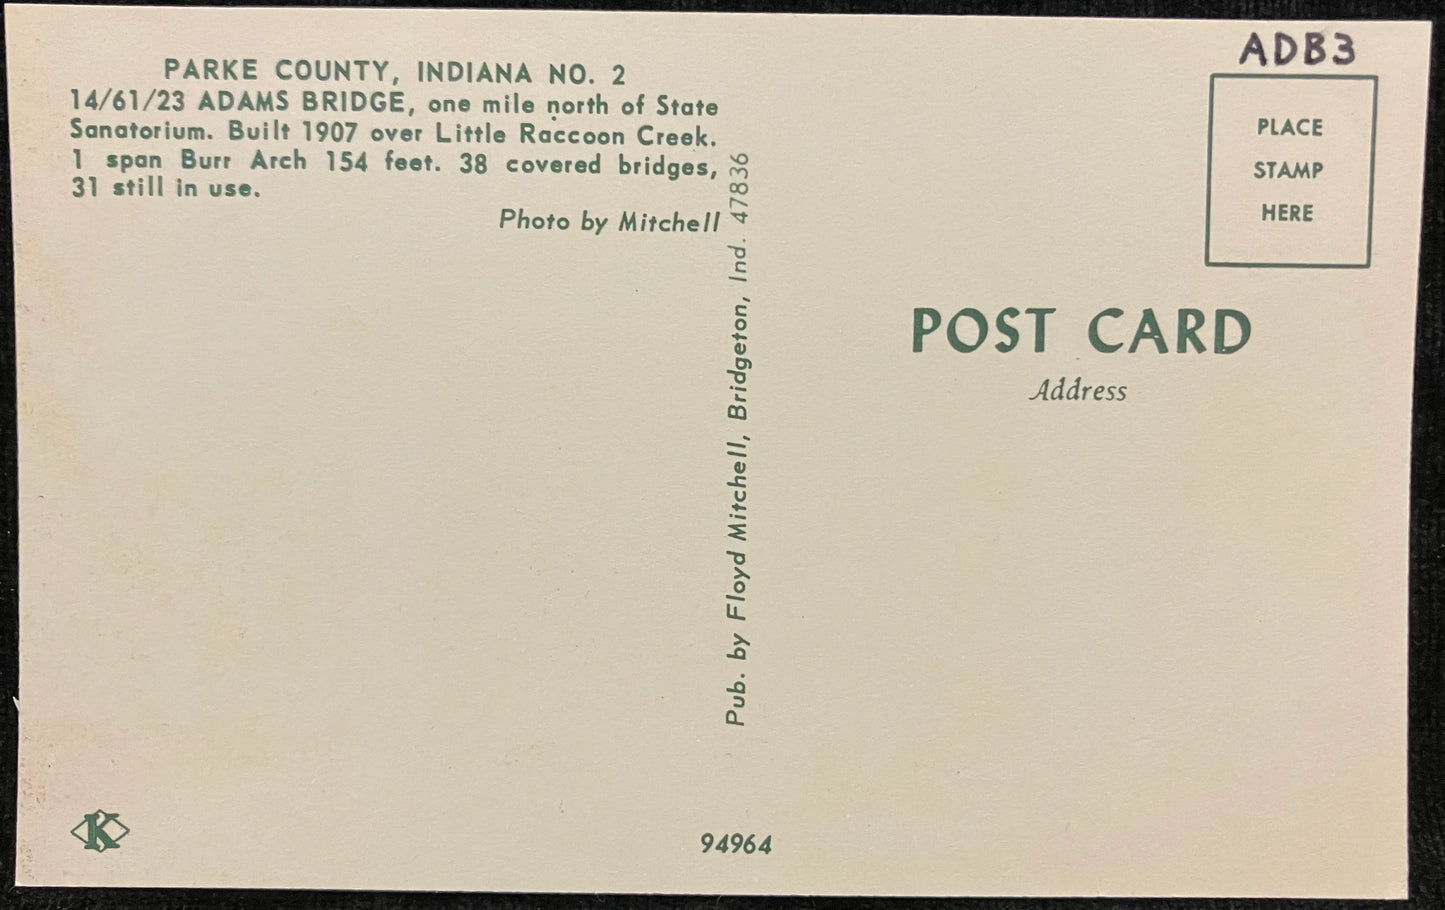 PARKE COUNTY, INDIANA NO. 2
14/61/23 ADAMS BRIDGE, one mile north of State
Sanatorium. Built 1907 over Little Raccoon Creek.
1 span Burr Arch 154 feet. 38 covered bridges,
31 still in use.
Photo by Mitchell
Pub. by Floyd Mitchell, Bridgeton, Ind. 47836
ADB3
PLACE
STAMP
HERE
POST CARD
Address
K
94964